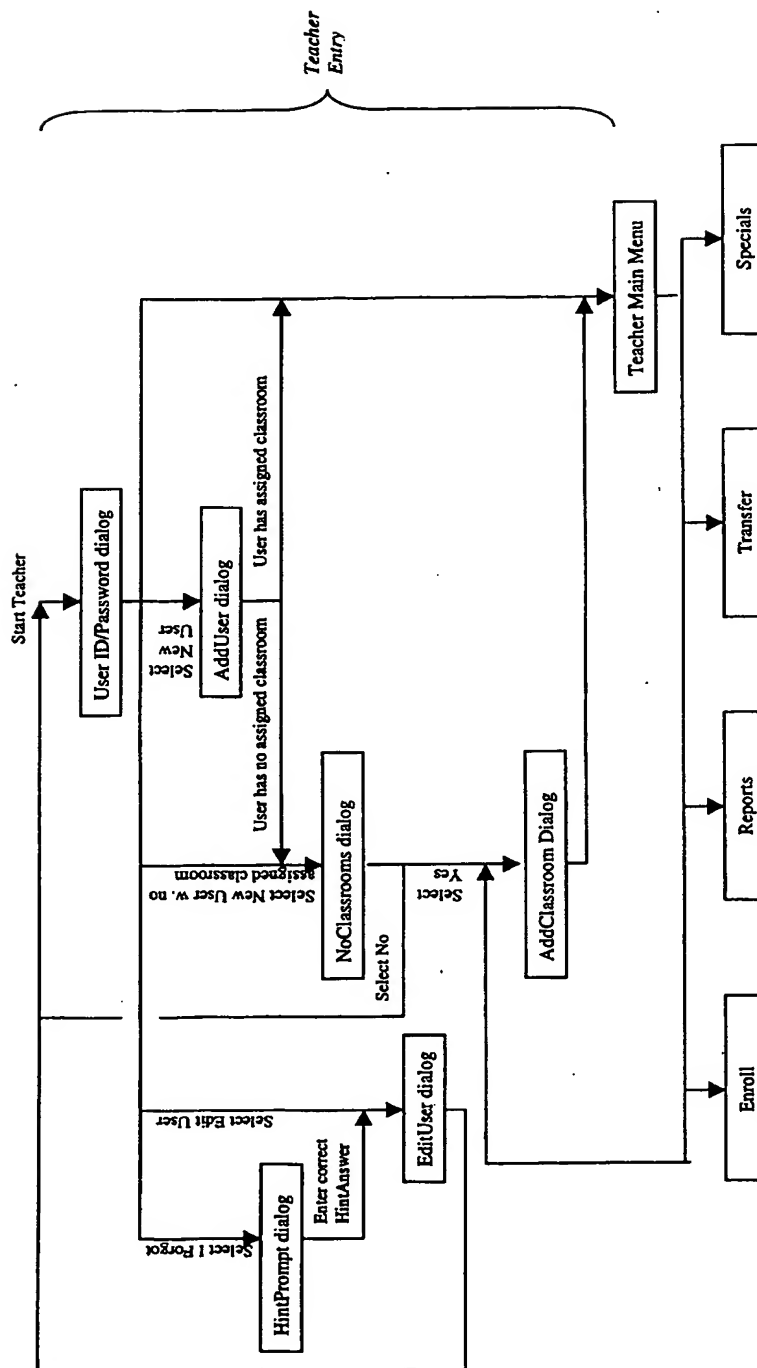 Start Teacher
User ID/Password dialog
Select
New
User
AddUser dialog
User has no assigned classroom
User has assigned classroom
Select New User w. no
assigned classroom
NoClassrooms dialog
Select No
Select
Yes
AddClassroom Dialog
Select Edit User
Select I Forgot
HintPrompt dialog
Enter correct
HintAnswer
EditUser dialog
Teacher Main Menu
Teacher
Entry
Enroll
Reports
Transfer
Specials